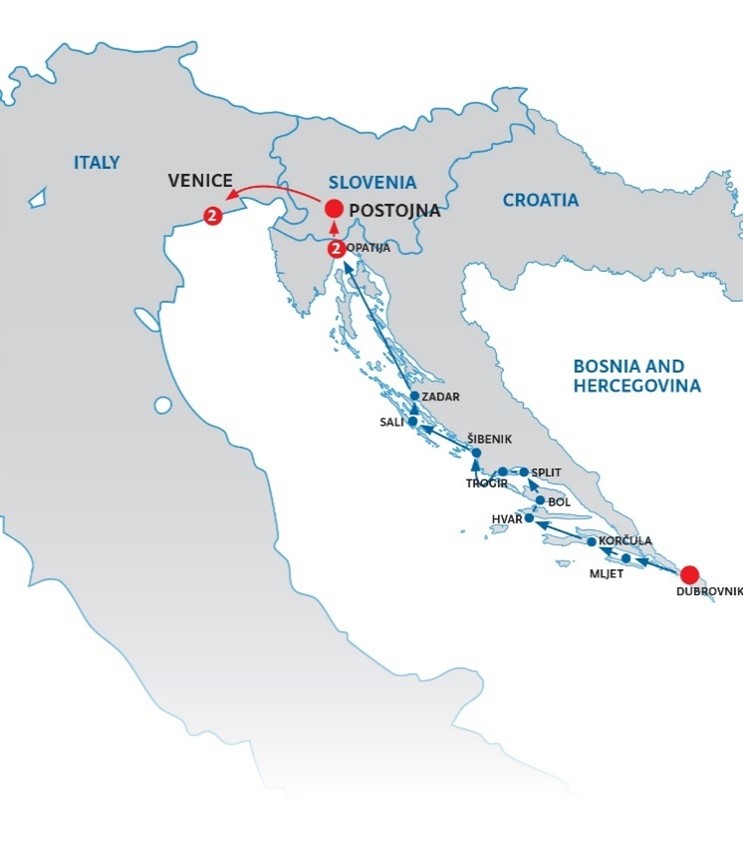 ITALY
VENICE
SLOVENIA
CROATIA
2
POSTOJNA
2
OPATIJA
BOSNIA AND
HERCEGOVINA
ZADAR
SALI
ŠIBENIK
SPLIT
TROGIR
BOL
HVAR
KORČULA
MLJET
DUBROVNIK